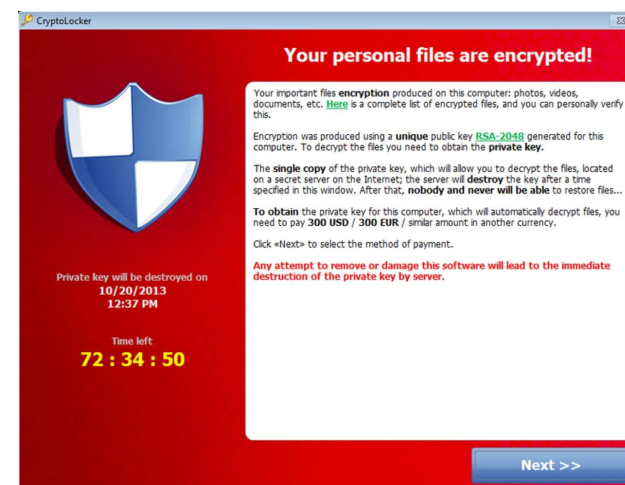 CryptoLocker
Your personal files are encrypted!
Your important files encryption produced on this computer: photos, videos,
documents, etc. Here is a complete list of encrypted files, and you can personally verify
this.
Encryption was produced using a unique public key RSA-2048 generated for this
computer. To decrypt the files you need to obtain the private key.
The single copy of the private key, which will allow you to decrypt the files, located
on a secret server on the Internet; the server will destroy the key after a time
specified in this window. After that, nobody and never will be able to restore files...
To obtain the private key for this computer, which will automatically decrypt files, you
need to pay 300 USD / 300 EUR / similar amount in another currency.
Click «Next» to select the method of payment.
Any attempt to remove or damage this software will lead to the immediate
destruction of the private key by server.
Private key will be destroyed on
10/20/2013
12:37 PM
Time left
72 : 34 : 50
Next >>